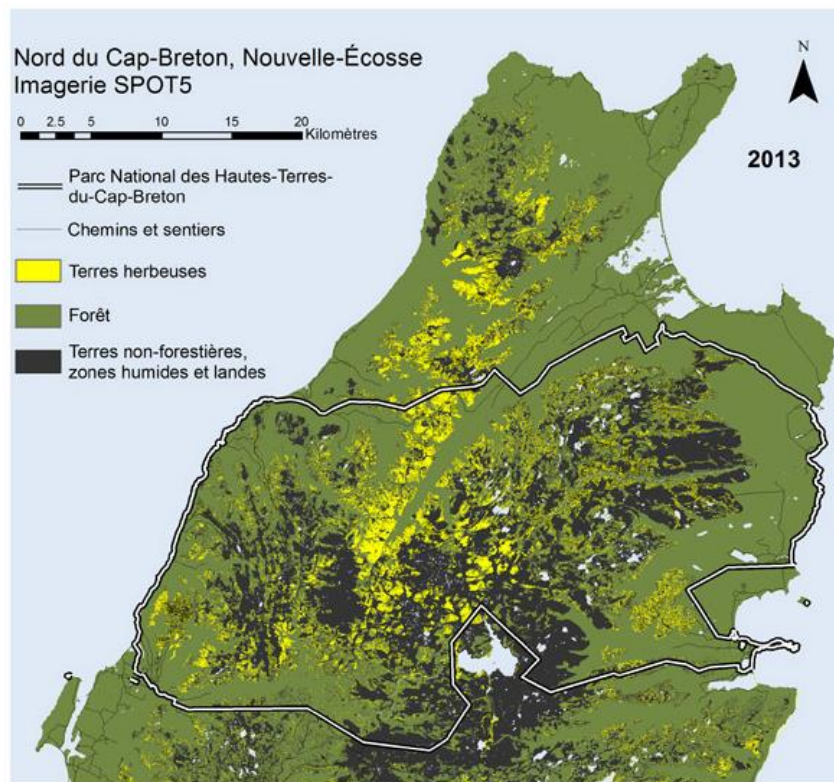 Nord du Cap-Breton, Nouvelle-Écosse
Imagerie SPOT5
0 2.5 5 10 15 20
Kilomètres
N
2013
Parc National des Hautes-Terres-
du-Cap-Breton
Chemins et sentiers
Terres herbeuses
Forêt
Terres non-forestières,
zones humides et landes